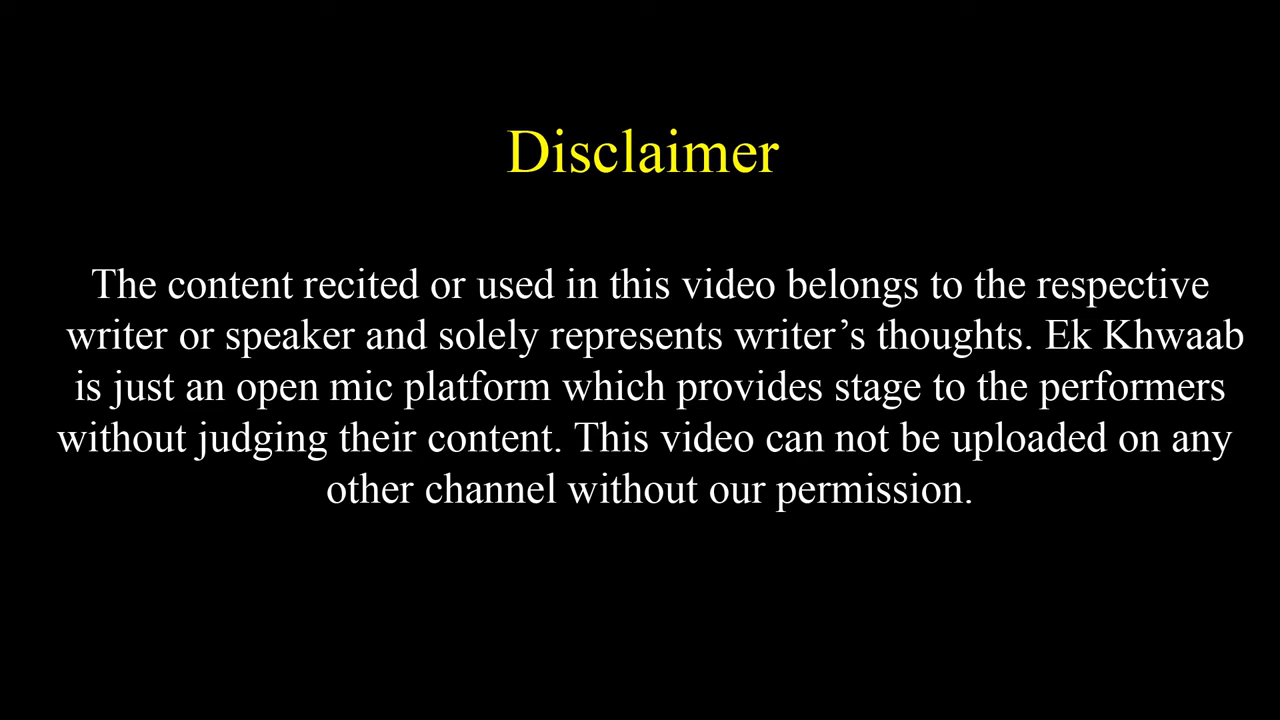 Disclaimer
The content recited or used in this video belongs to the respective
writer or speaker and solely represents writer’s thoughts. Ek Khwaab
is just an open mic platform which provides stage to the performers
without judging their content. This video can not be uploaded on any
other channel without our permission.